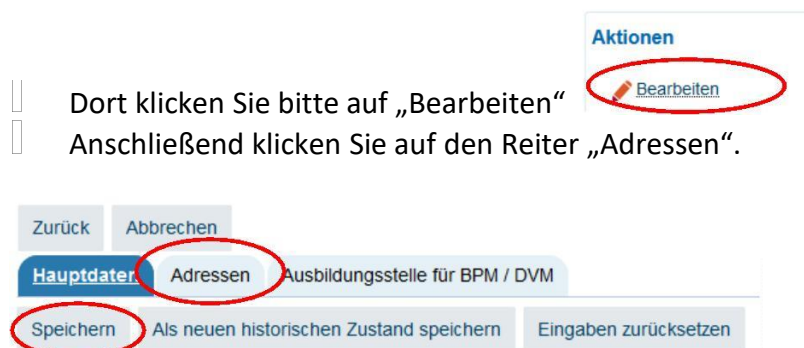 Aktionen
Bearbeiten
Dort klicken Sie bitte auf „Bearbeiten“
Anschließend klicken Sie auf den Reiter „Adressen“.
Zurück Abbrechen
Hauptdaten Adressen Ausbildungsstelle für BPM / DVM
Speichern Als neuen historischen Zustand speichern Eingaben zurücksetzen